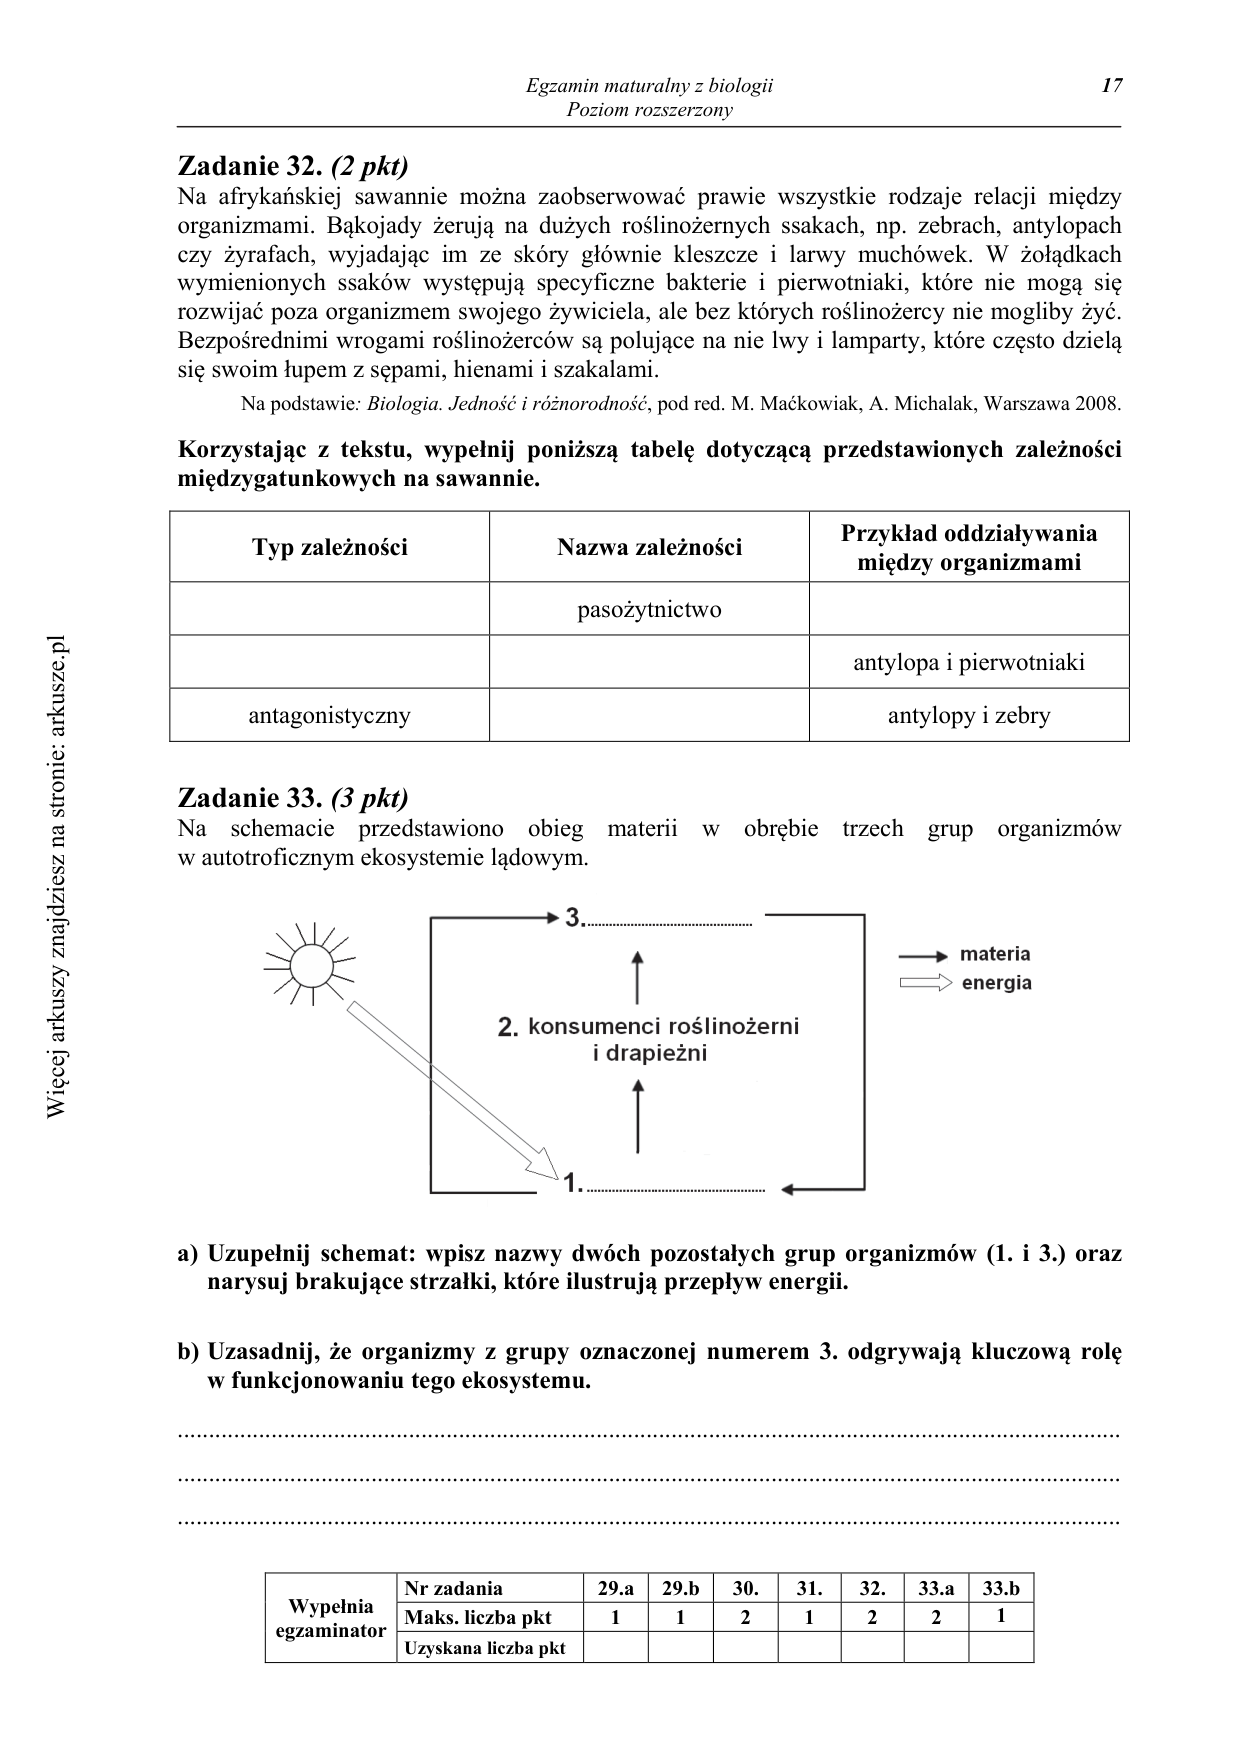 Egzamin maturalny z biologii
17
Poziom rozszerzony
Zadanie 32. (2 pkt)
Na afrykańskiej sawannie można zaobserwować prawie wszystkie rodzaje relacji między
organizmami. Bąkojady żerują na dużych roślinożernych ssakach, np. zebrach, antylopach
czy żyrafach, wyjadając im ze skóry głównie kleszcze i larwy muchówek. W żołądkach
wymienionych ssaków występują specyficzne bakterie i pierwotniaki, które nie mogą się
rozwijać poza organizmem swojego żywiciela, ale bez których roślinożercy nie mogliby żyć.
Bezpośrednimi wrogami roślinożerców są polujące na nie lwy i lamparty, które często dzielą
się swoim łupem z sępami, hienami i szakalami.
Na podstawie: Biologia. Jedność i różnorodność, pod red. M. Maćkowiak, A. Michalak, Warszawa 2008.
Korzystając z tekstu, wypełnij poniższą tabelę dotyczącą przedstawionych zależności
międzygatunkowych na sawannie.
Typ zależności
Nazwa zależności
Przykład oddziaływania
między organizmami
pasożytnictwo
antylopa i pierwotniaki
antagonistyczny
antylopy i zebry
Zadanie 33. (3 pkt)
Na schemacie przedstawiono obieg materii w obrębie trzech grup organizmów
w autotroficznym ekosystemie lądowym.
3. ..............................
materia
energia
2. konsumenci roślinożerni
i drapieżni
1. ..............................
a) Uzupełnij schemat: wpisz nazwy dwóch pozostałych grup organizmów (1. i 3.) oraz
narysuj brakujące strzałki, które ilustrują przepływ energii.
b) Uzasadnij, że organizmy z grupy oznaczonej numerem 3. odgrywają kluczową rolę
w funkcjonowaniu tego ekosystemu.
Wypełnia
egzaminator
Nr zadania 29.a 29.b 30. 31. 32. 33.a 33.b
Maks. liczba pkt 1 1 2 1 2 2 1
Uzyskana liczba pkt
Więcej arkuszy znajdziesz na stronie: arkusze.pl